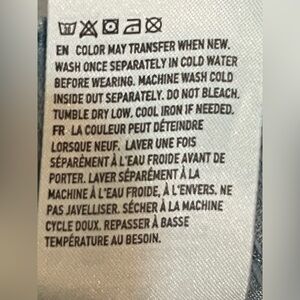 EN COLOR MAY TRANSFER WHEN NEW.
WASH ONCE SEPARATELY IN COLD WATER
BEFORE WEARING. MACHINE WASH COLD
INSIDE OUT SEPARATELY. DO NOT BLEACH.
TUMBLE DRY LOW. COOL IRON IF NEEDED.
FR LA COULEUR PEUT DÉTEINDRE
LORSQUE NEUF. LAVER UNE FOIS
SÉPARÉMENT À L'EAU FROIDE AVANT DE
PORTER. LAVER SÉPARÉMENT À LA
MACHINE À L'EAU FROIDE, À L'ENVERS. NE
PAS JAVELLISER. SÉCHER À LA MACHINE
CYCLE DOUX. REPASSER À BASSE
TEMPÉRATURE AU BESOIN.